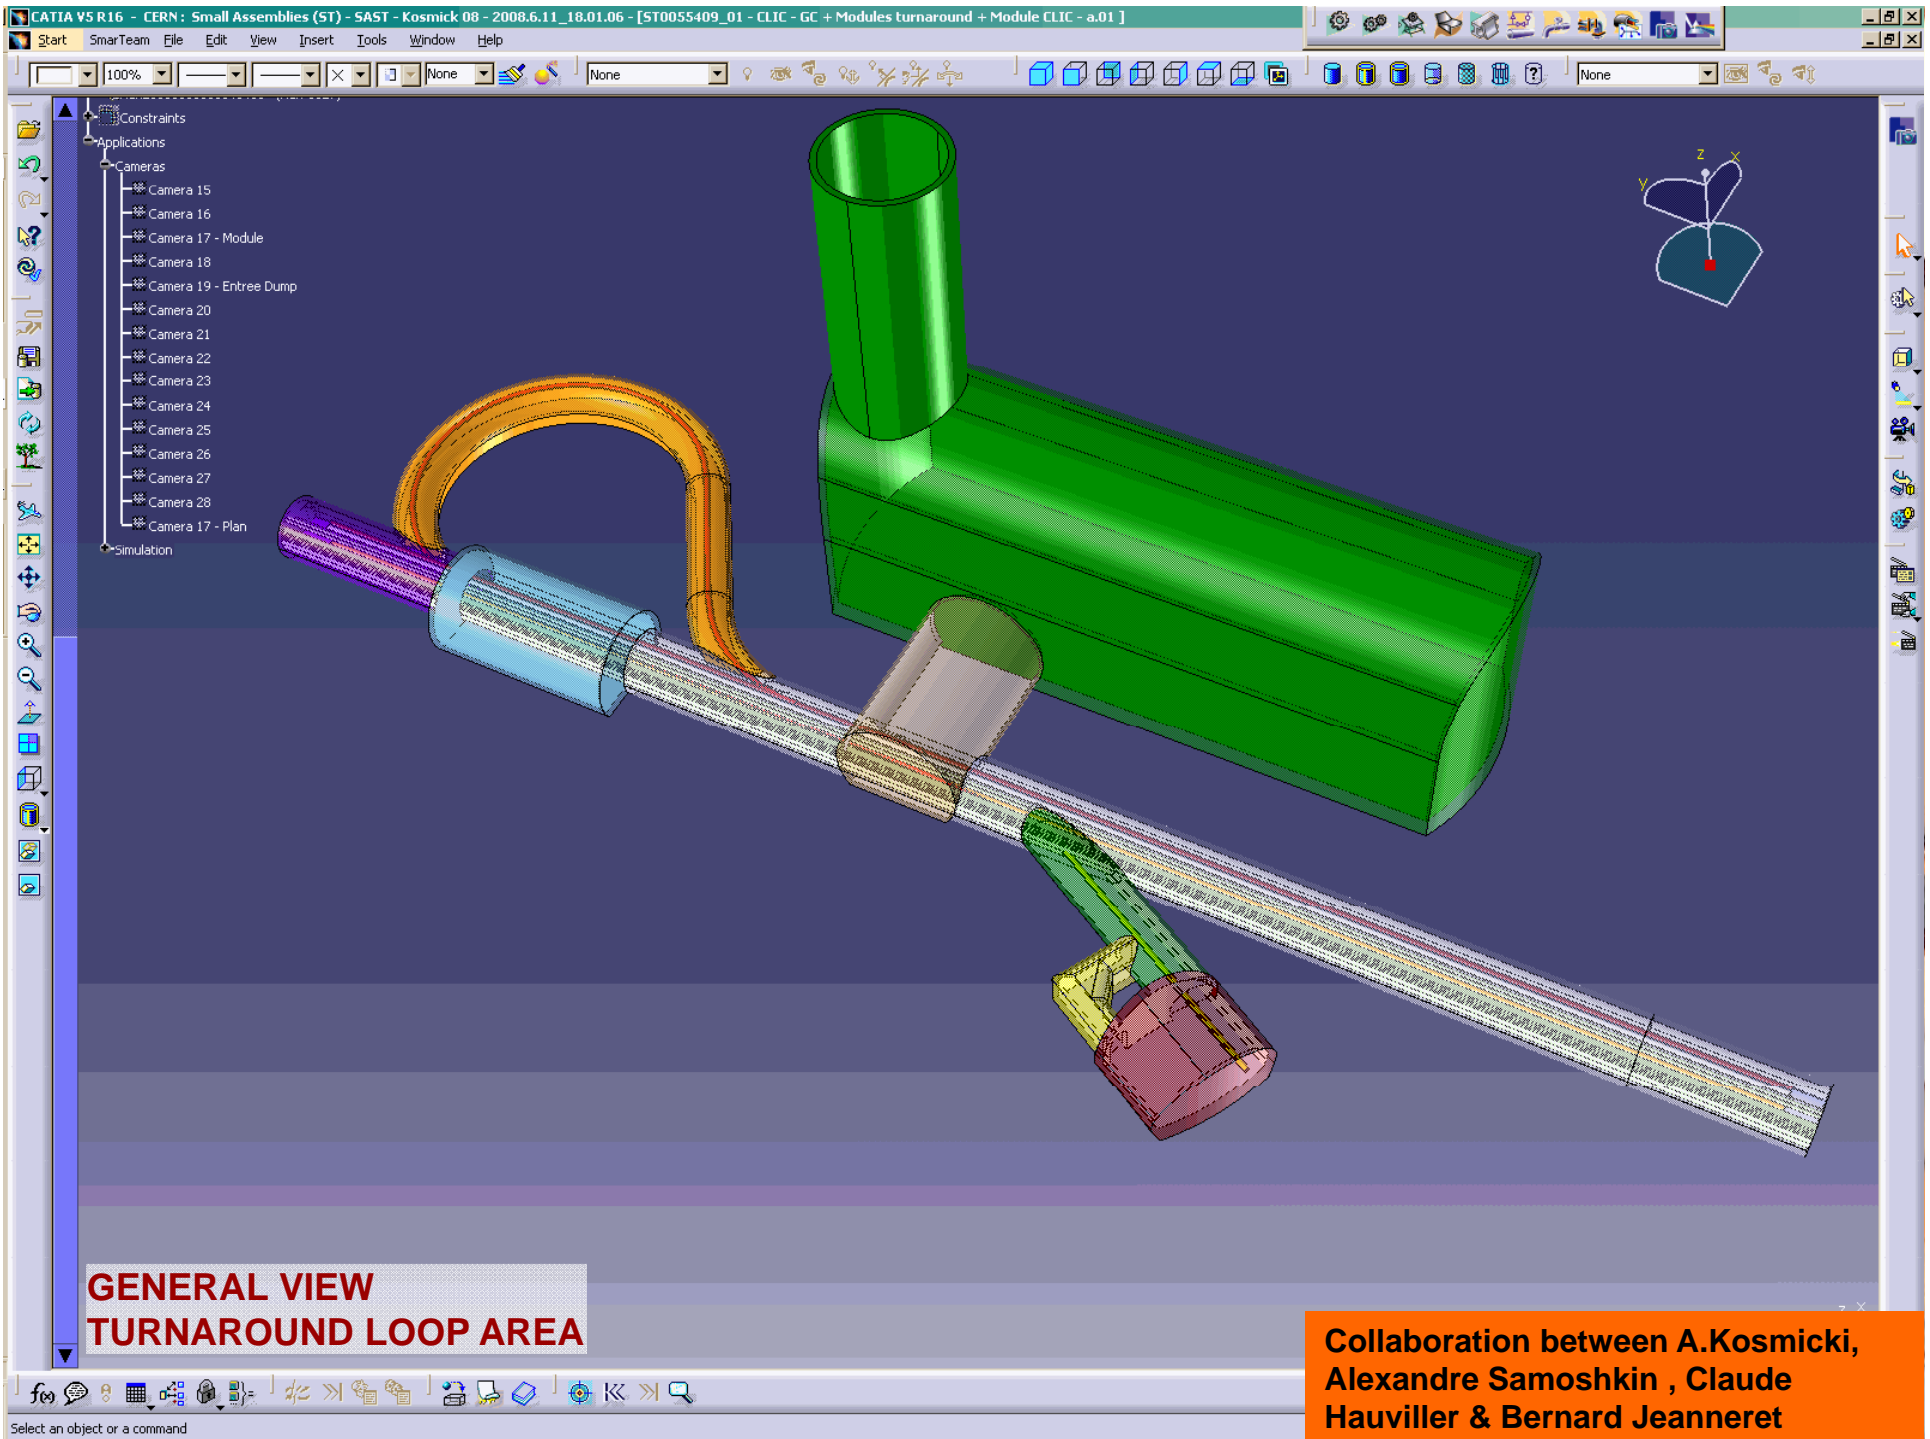 CATIA V5 R16 - CERN : Small Assemblies (ST) - SAST - Kosmick 08 - 2008.6.11_18.01.06 - [ST0055409_01 - CLIC - GC + Modules turnaround + Module CLIC - a.01 ]
Start SmarTeam File Edit View Insert Tools Window Help
100% None None None
Constraints
Applications
Cameras
Camera 15
Camera 16
Camera 17 - Module
Camera 18
Camera 19 - Entree Dump
Camera 20
Camera 21
Camera 22
Camera 23
Camera 24
Camera 25
Camera 26
Camera 27
Camera 28
Camera 17 - Plan
Simulation
z x
y
GENERAL VIEW
TURNAROUND LOOP AREA
z x
Collaboration between A.Kosmicki,
Alexandre Samoshkin , Claude
Hauviller & Bernard Jeanneret
f(x)
Select an object or a command